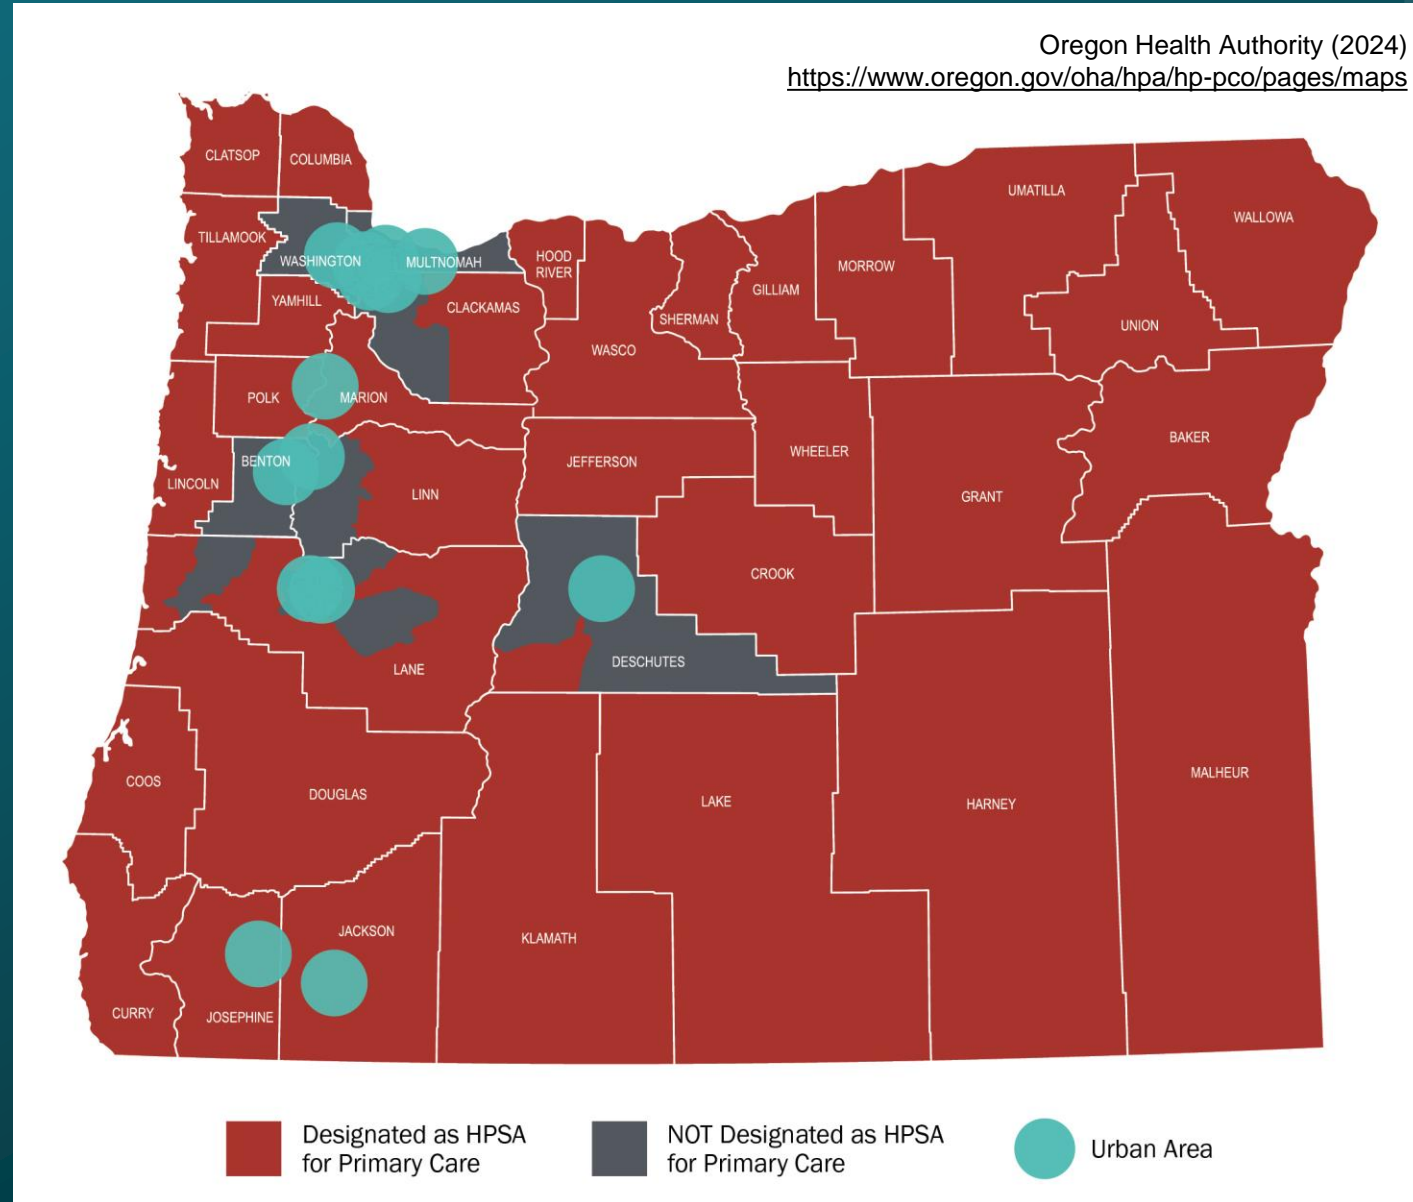 Oregon Health Authority (2024)
https://www.oregon.gov/oha/hpa/hp-pco/pages/maps
CLATSOP
COLUMBIA
TILLAMOOK
WASHINGTON
MULTNOMAH
HOOD
RIVER
UMATILLA
WALLOWA
YAMHILL
CLACKAMAS
WASCO
SHERMAN
GILLIAM
MORROW
UNION
POLK
MARION
BENTON
LINCOLN
LINN
JEFFERSON
WHEELER
GRANT
BAKER
CROOK
DESCHUTES
LANE
COOS
DOUGLAS
LAKE
HARNEY
MALHEUR
CURRY
JOSEPHINE
JACKSON
KLAMATH
Designated as HPSA
for Primary Care
NOT Designated as HPSA
for Primary Care
Urban Area